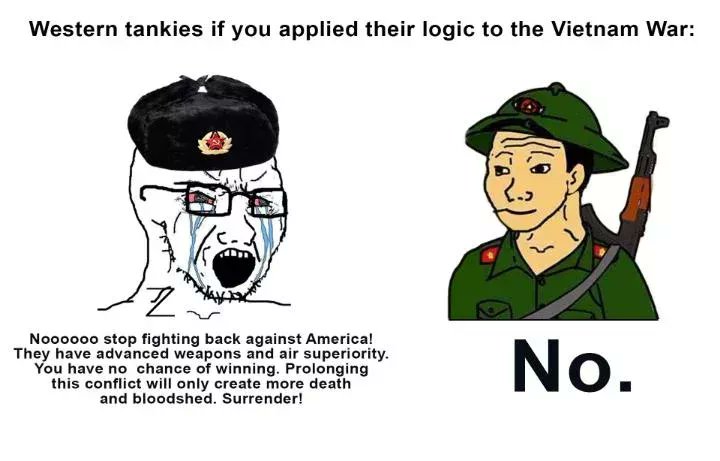 Western tankies if you applied their logic to the Vietnam War:
Noooooo stop fighting back against America!
They have advanced weapons and air superiority.
You have no chance of winning. Prolonging
this conflict will only create more death
and bloodshed. Surrender!
No.